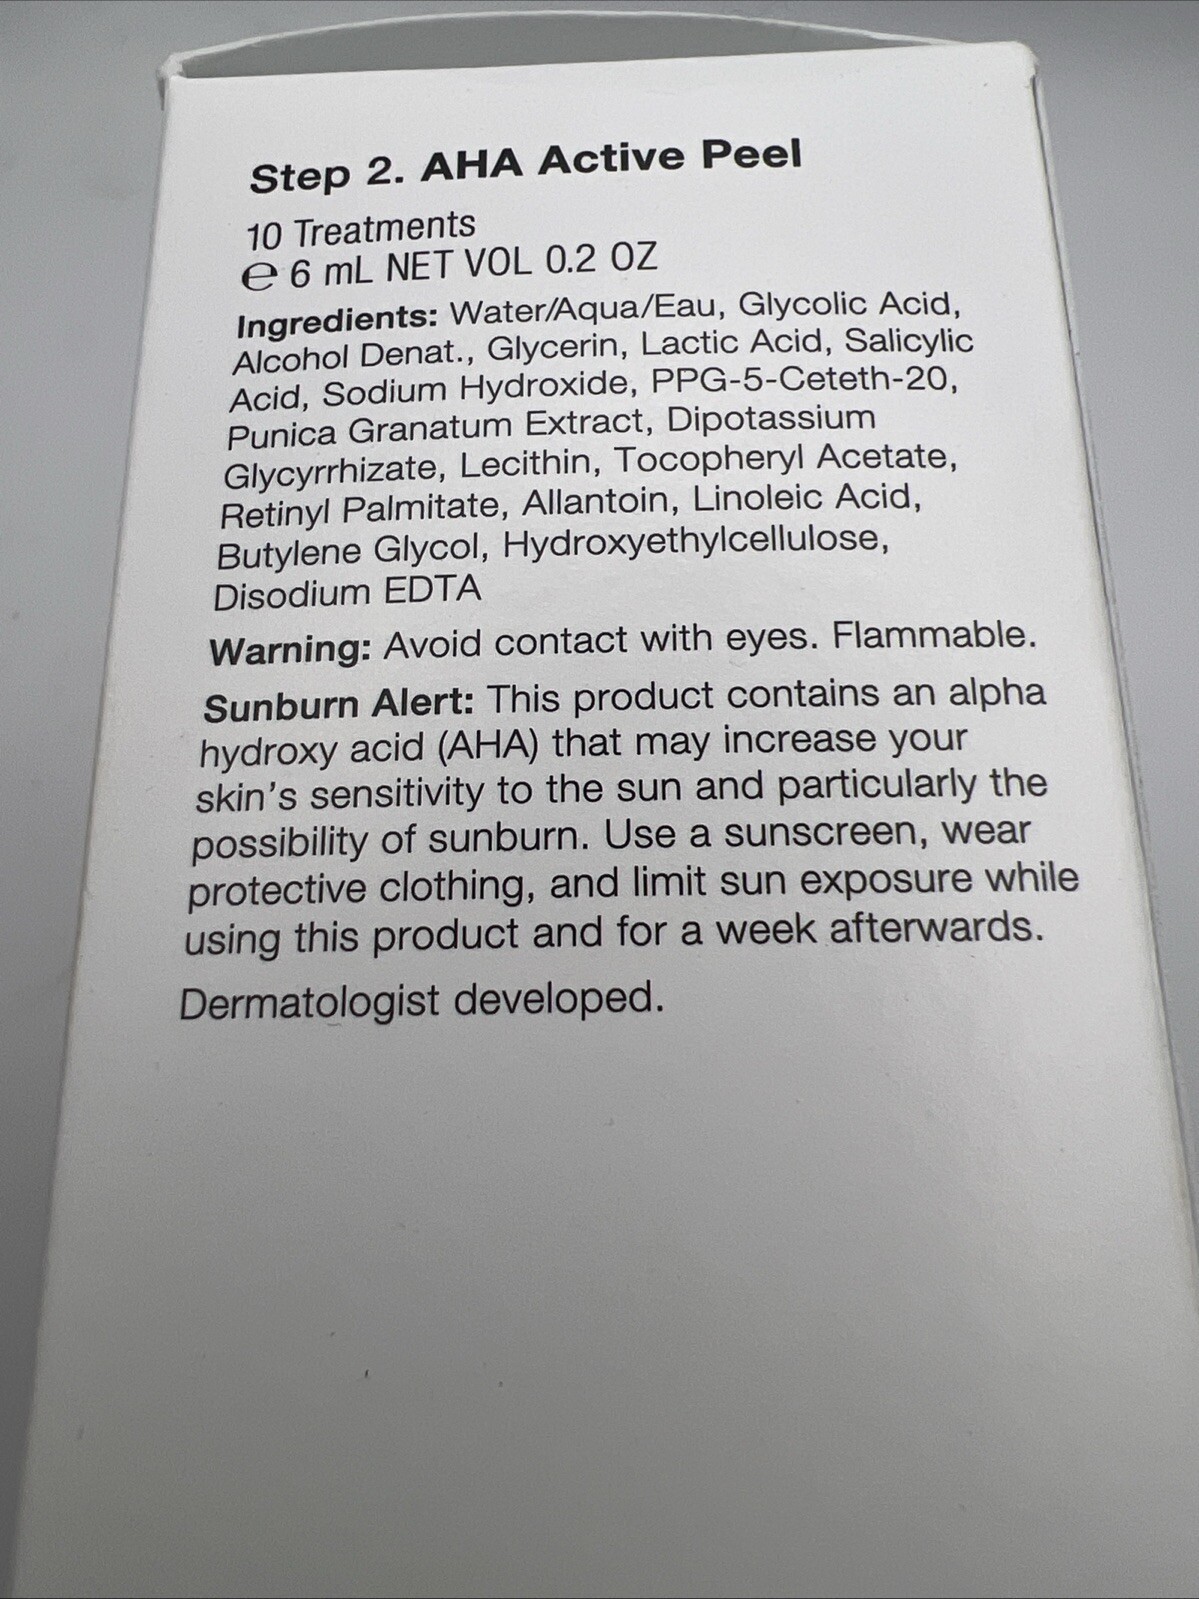 Step 2. AHA Active Peel
10 Treatments
℮ 6 mL NET VOL 0.2 OZ
Ingredients: Water/Aqua/Eau, Glycolic Acid,
Alcohol Denat., Glycerin, Lactic Acid, Salicylic
Acid, Sodium Hydroxide, PPG-5-Ceteth-20,
Punica Granatum Extract, Dipotassium
Glycyrrhizate, Lecithin, Tocopheryl Acetate,
Retinyl Palmitate, Allantoin, Linoleic Acid,
Butylene Glycol, Hydroxyethylcellulose,
Disodium EDTA
Warning: Avoid contact with eyes. Flammable.
Sunburn Alert: This product contains an alpha
hydroxy acid (AHA) that may increase your
skin's sensitivity to the sun and particularly the
possibility of sunburn. Use a sunscreen, wear
protective clothing, and limit sun exposure while
using this product and for a week afterwards.
Dermatologist developed.